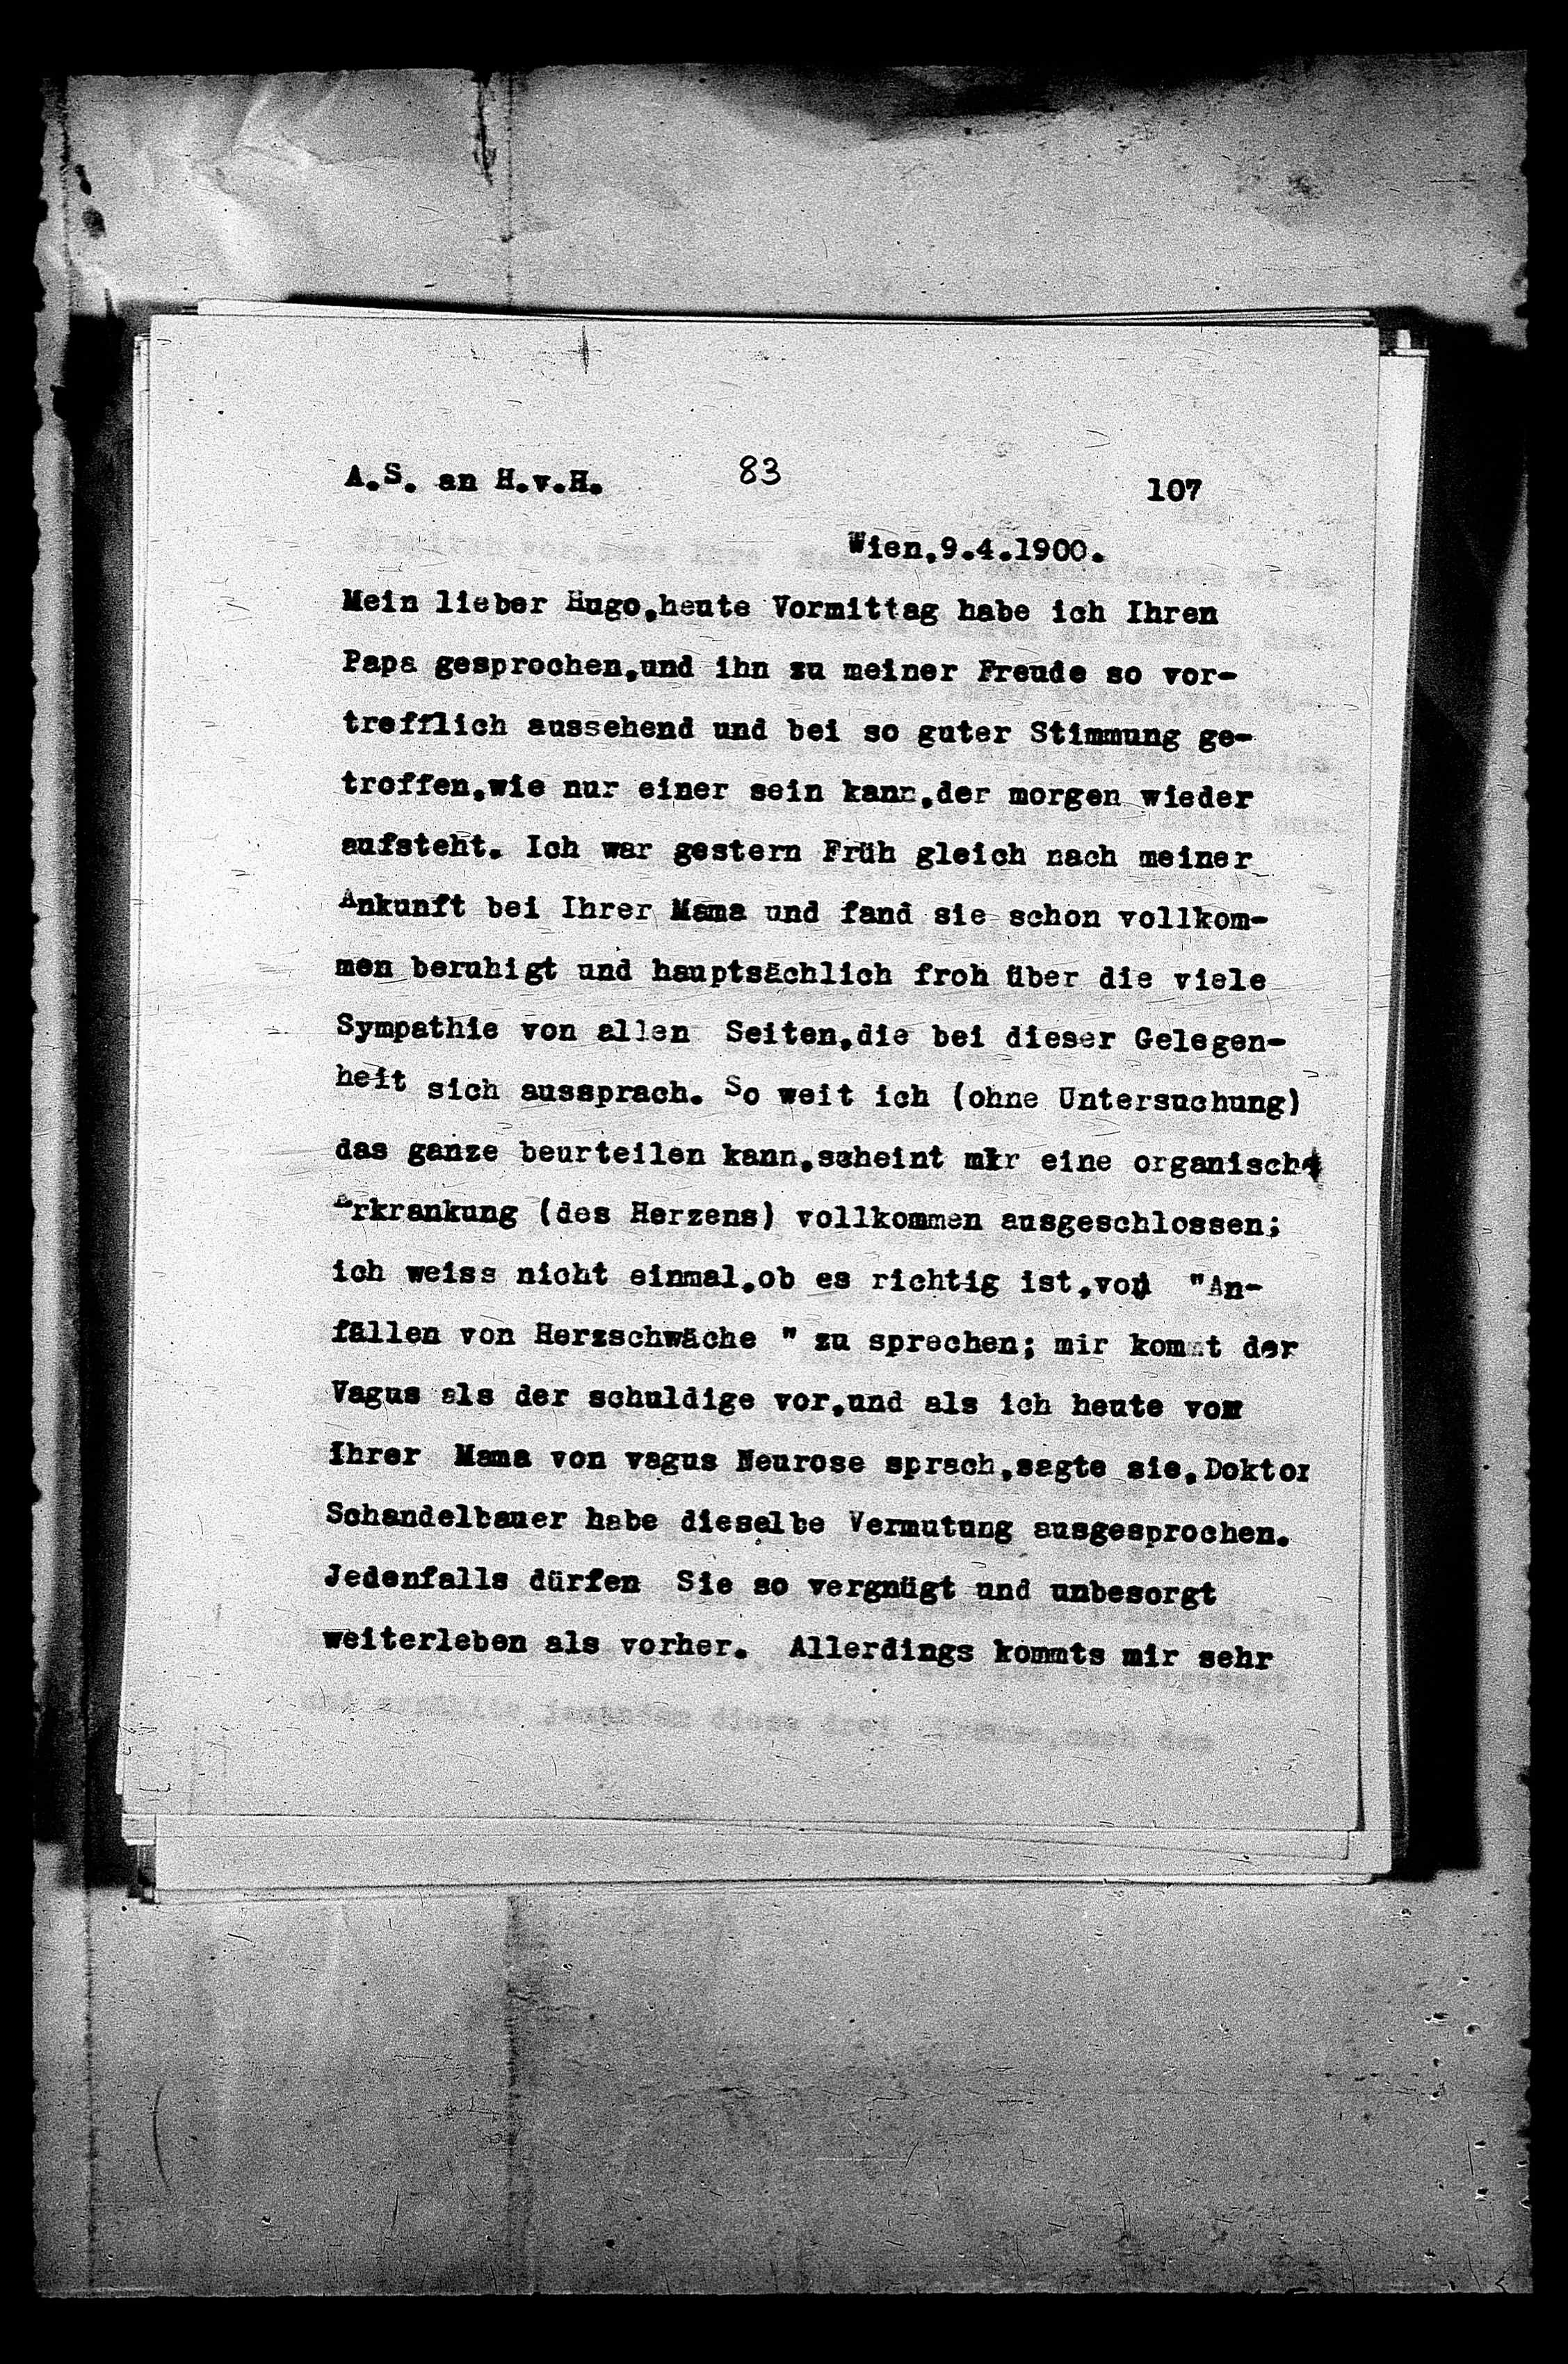 A.S. an H.v.H. 83 107
Wien,9.4.1900.
Mein lieber Hugo,heute Vormittag habe ich Ihren
Papa gesprochen,und ihn zu meiner Freude so vor-
trefflich aussehend und bei so guter Stimmung ge-
troffen,wie nur einer sein kann,der morgen wieder
aufsteht. Ich war gestern Früh gleich nach meiner
Ankunft bei Ihrer Mama und fand sie schon vollkom-
men beruhigt und hauptsächlich froh über die viele
Sympathie von allen Seiten,die bei dieser Gelegen-
heit sich aussprach. So weit ich (ohne Untersuchung)
das ganze beurteilen kann,scheint mir eine organische
Erkrankung (des Herzens) vollkommen ausgeschlossen;
ich weiss nicht einmal,ob es richtig ist,von "An-
fällen von Herzschwäche " zu sprechen; mir kommt der
Vagus als der schuldige vor,und als ich heute von
Ihrer Mama von vagus Neurose sprach,sagte sie,Doktor
Schandelbauer habe dieselbe Vermutung ausgesprochen.
Jedenfalls dürfen Sie so vergnügt und unbesorgt
weiterleben als vorher. Allerdings kommts mir sehr